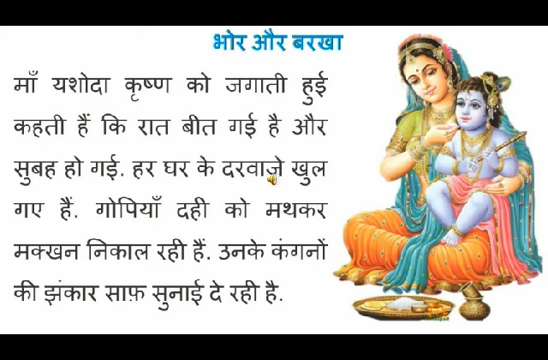 भोर और बरखा
माँ यशोदा कृष्ण को जगाती हुई
कहती हैं कि रात बीत गई है और
सुबह हो गई. हर घर के दरवाज़े खुल
गए हैं. गोपियाँ दही को मथकर
मक्खन निकाल रही हैं. उनके कंगनों
की झंकार साफ़ सुनाई दे रही है.